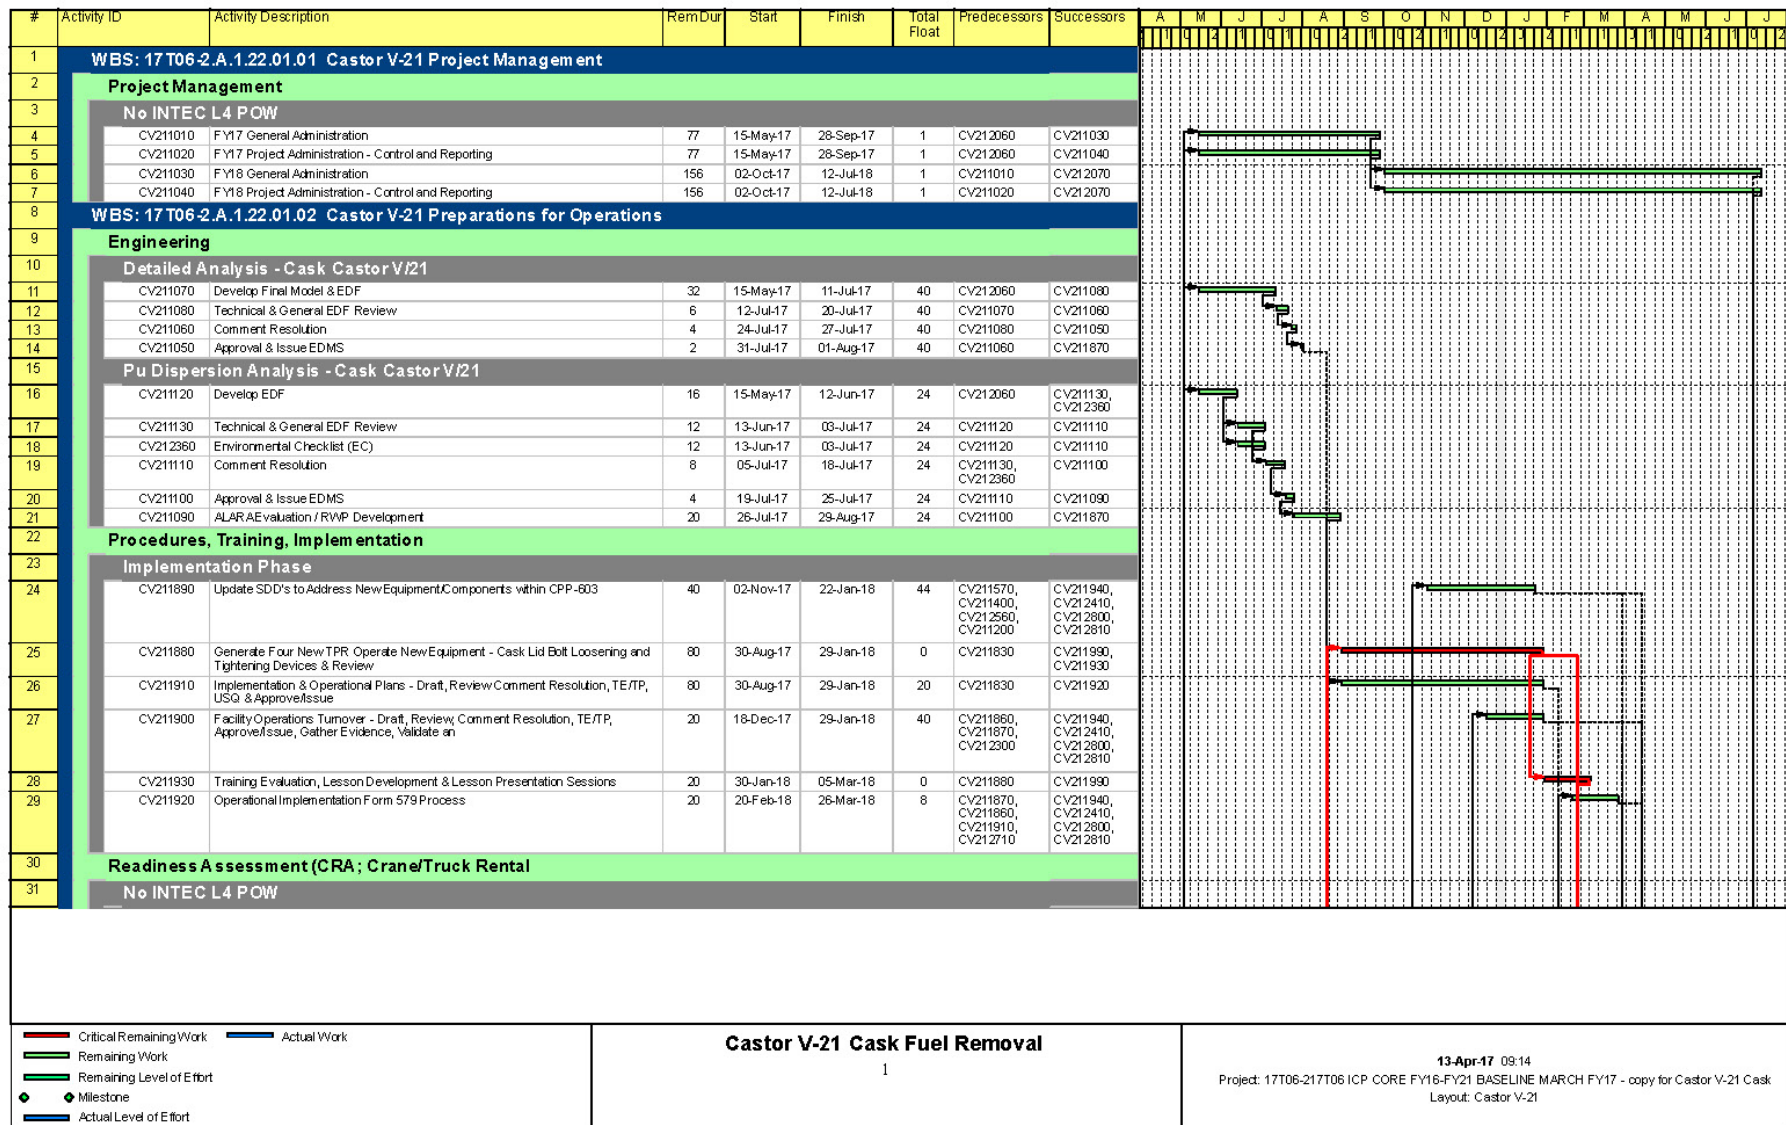 # Activity ID Activity Description Rem Dur Start Finish Total Float Predecessors Successors A M J J A S O N D J F M A M J J
1 WBS: 17T06-2.A.1.22.01.01 Castor V-21 Project Management
2 Project Management
3 No INTEC L4 POW
4 CV211010 FY17 General Administration 77 15-May-17 28-Sep-17 1 CV212060 CV211030
5 CV211020 FY17 Project Administration - Control and Reporting 77 15-May-17 28-Sep-17 1 CV212060 CV211040
6 CV211030 FY18 General Administration 156 02-Oct-17 12-Jul-18 1 CV211010 CV212070
7 CV211040 FY18 Project Administration - Control and Reporting 156 02-Oct-17 12-Jul-18 1 CV211020 CV212070
8 WBS: 17T06-2.A.1.22.01.02 Castor V-21 Preparations for Operations
9 Engineering
10 Detailed Analysis - Cask Castor V/21
11 CV211070 Develop Final Model & EDF 32 15-May-17 11-Jul-17 40 CV212060 CV211080
12 CV211080 Technical & General EDF Review 6 12-Jul-17 20-Jul-17 40 CV211070 CV211060
13 CV211060 Comment Resolution 4 24-Jul-17 27-Jul-17 40 CV211080 CV211050
14 CV211050 Approval & Issue EDMS 2 31-Jul-17 01-Aug-17 40 CV211060 CV211870
15 Pu Dispersion Analysis - Cask Castor V/21
16 CV211120 Develop EDF 16 15-May-17 12-Jun-17 24 CV212060 CV211130,
CV212360
17 CV211130 Technical & General EDF Review 12 13-Jun-17 03-Jul-17 24 CV211120 CV211110
18 CV212360 Environmental Checklist (EC) 12 13-Jun-17 03-Jul-17 24 CV211120 CV211110
19 CV211110 Comment Resolution 8 05-Jul-17 18-Jul-17 24 CV211130, CV211100
CV212360
20 CV211100 Approval & Issue EDMS 4 19-Jul-17 25-Jul-17 24 CV211110 CV211090
21 CV211090 ALARA Evaluation / RWP Development 20 26-Jul-17 29-Aug-17 24 CV211100 CV211870
22 Procedures, Training, Implementation
23 Implementation Phase
24 CV211890 Update SDD's to Address New Equipment/Components within CPP-603 40 02-Nov-17 22-Jan-18 44 CV211570, CV211940,
CV211400, CV212410,
CV212560, CV212800,
CV211200 CV212810
25 CV211880 Generate Four New TPR Operate New Equipment - Cask Lid Bolt Loosening and 80 30-Aug-17 29-Jan-18 0 CV211830 CV211990,
Tightening Devices & Review CV211930
26 CV211910 Implementation & Operational Plans - Draft, Review Comment Resolution, TE/TP, 80 30-Aug-17 29-Jan-18 20 CV211830 CV211920
USQ & Approve/Issue
27 CV211900 Facility Operations Turnover - Draft, Review, Comment Resolution, TE/TP, 20 18-Dec-17 29-Jan-18 40 CV211860, CV211940,
Approve/Issue, Gather Evidence, Validate an CV211870, CV212410,
CV212300 CV212800,
CV212810
28 CV211930 Training Evaluation, Lesson Development & Lesson Presentation Sessions 20 30-Jan-18 05-Mar-18 0 CV211880 CV211990
29 CV211920 Operational Implementation Form 579 Process 20 20-Feb-18 26-Mar-18 8 CV211870, CV211940,
CV211860, CV212410,
CV211910, CV212800,
CV212710 CV212810
30 Readiness Assessment (CRA; Crane/Truck Rental
31 No INTEC L4 POW
Critical Remaining Work Actual Work
Remaining Work
Remaining Level of Effort
Milestone
Actual Level of Effort
Castor V-21 Cask Fuel Removal
1
13-Apr-17 09:14
Project: 17T06-217T06 ICP CORE FY16-FY21 BASELINE MARCH FY17 - copy for Castor V-21 Cask
Layout: Castor V-21